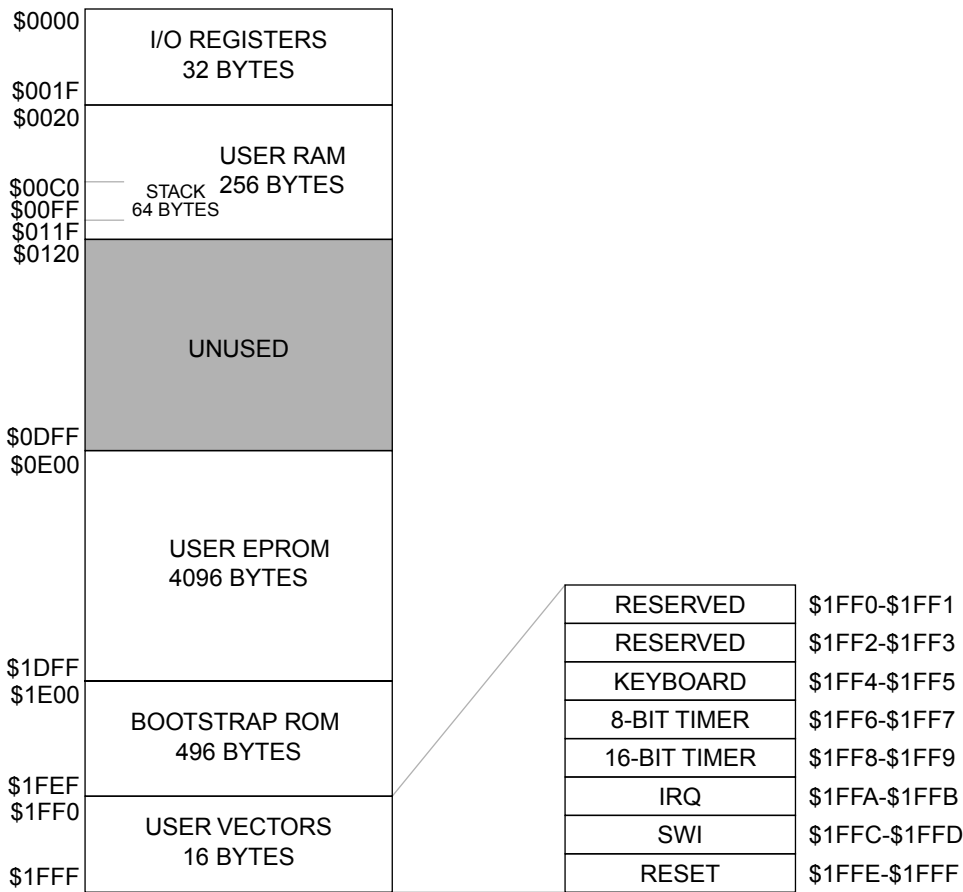 $0000
I/O REGISTERS
32 BYTES
$001F
$0020
USER RAM
256 BYTES
$00C0
STACK
64 BYTES
$00FF
$011F
$0120
UNUSED
$0DFF
$0E00
USER EPROM
4096 BYTES
$1DFF
$1E00
BOOTSTRAP ROM
496 BYTES
$1FEF
$1FF0
USER VECTORS
16 BYTES
$1FFF
RESERVED $1FF0-$1FF1
RESERVED $1FF2-$1FF3
KEYBOARD $1FF4-$1FF5
8-BIT TIMER $1FF6-$1FF7
16-BIT TIMER $1FF8-$1FF9
IRQ $1FFA-$1FFB
SWI $1FFC-$1FFD
RESET $1FFE-$1FFF